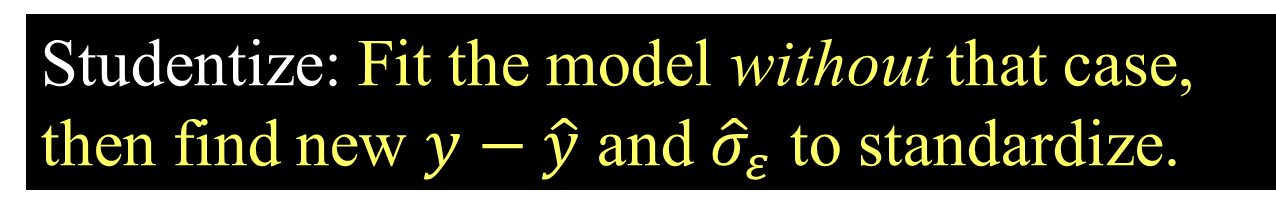 Studentize: Fit the model without that case,
then find new y − ŷ and σ̂ε to standardize.